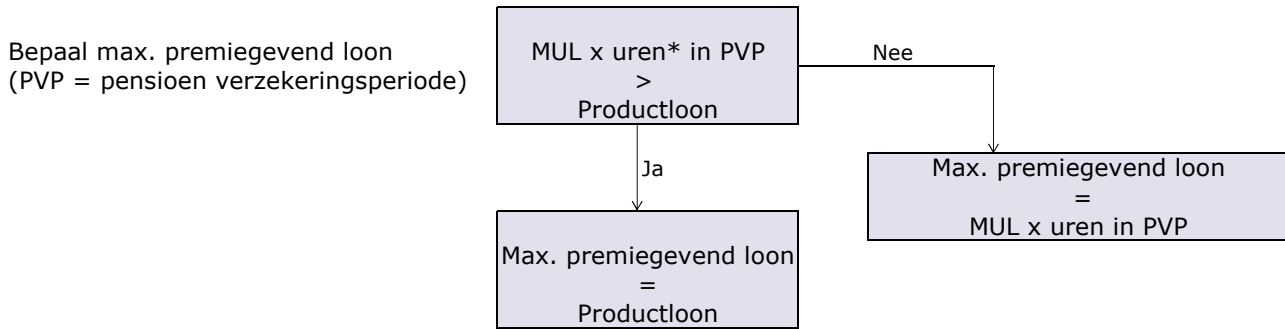 Bepaal max. premiegevend loon
(PVP = pensioen verzekeringsperiode)
MUL x uren* in PVP
>
Productloon
Nee
Ja
Max. premiegevend loon
=
MUL x uren in PVP
Max. premiegevend loon
=
Productloon